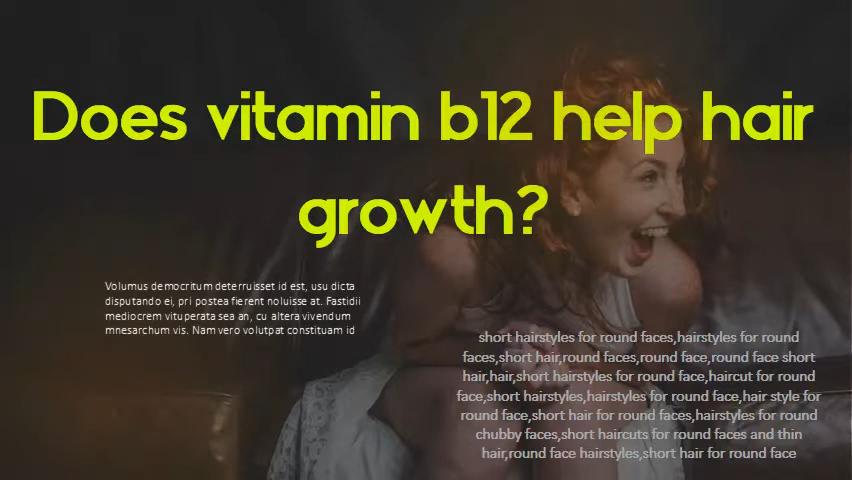 Does vitamin b12 help hair
growth?
Volumus democritum deterruisset id est, usu dicta
disputando ei, pri postea fierent noluisse at. Fastidii
mediocrem vituperata sea an, cu altera vivendum
mnesarchum vis. Nam vero volutpat constituam id
short hairstyles for round faces,hairstyles for round
faces,short hair,round faces,round face,round face short
hair,hair,short hairstyles for round face,haircut for round
face,short hairstyles,hairstyles for round face,hair style for
round face,short hair for round faces,hairstyles for round
chubby faces,short haircuts for round faces and thin
hair,round face hairstyles,short hair for round face